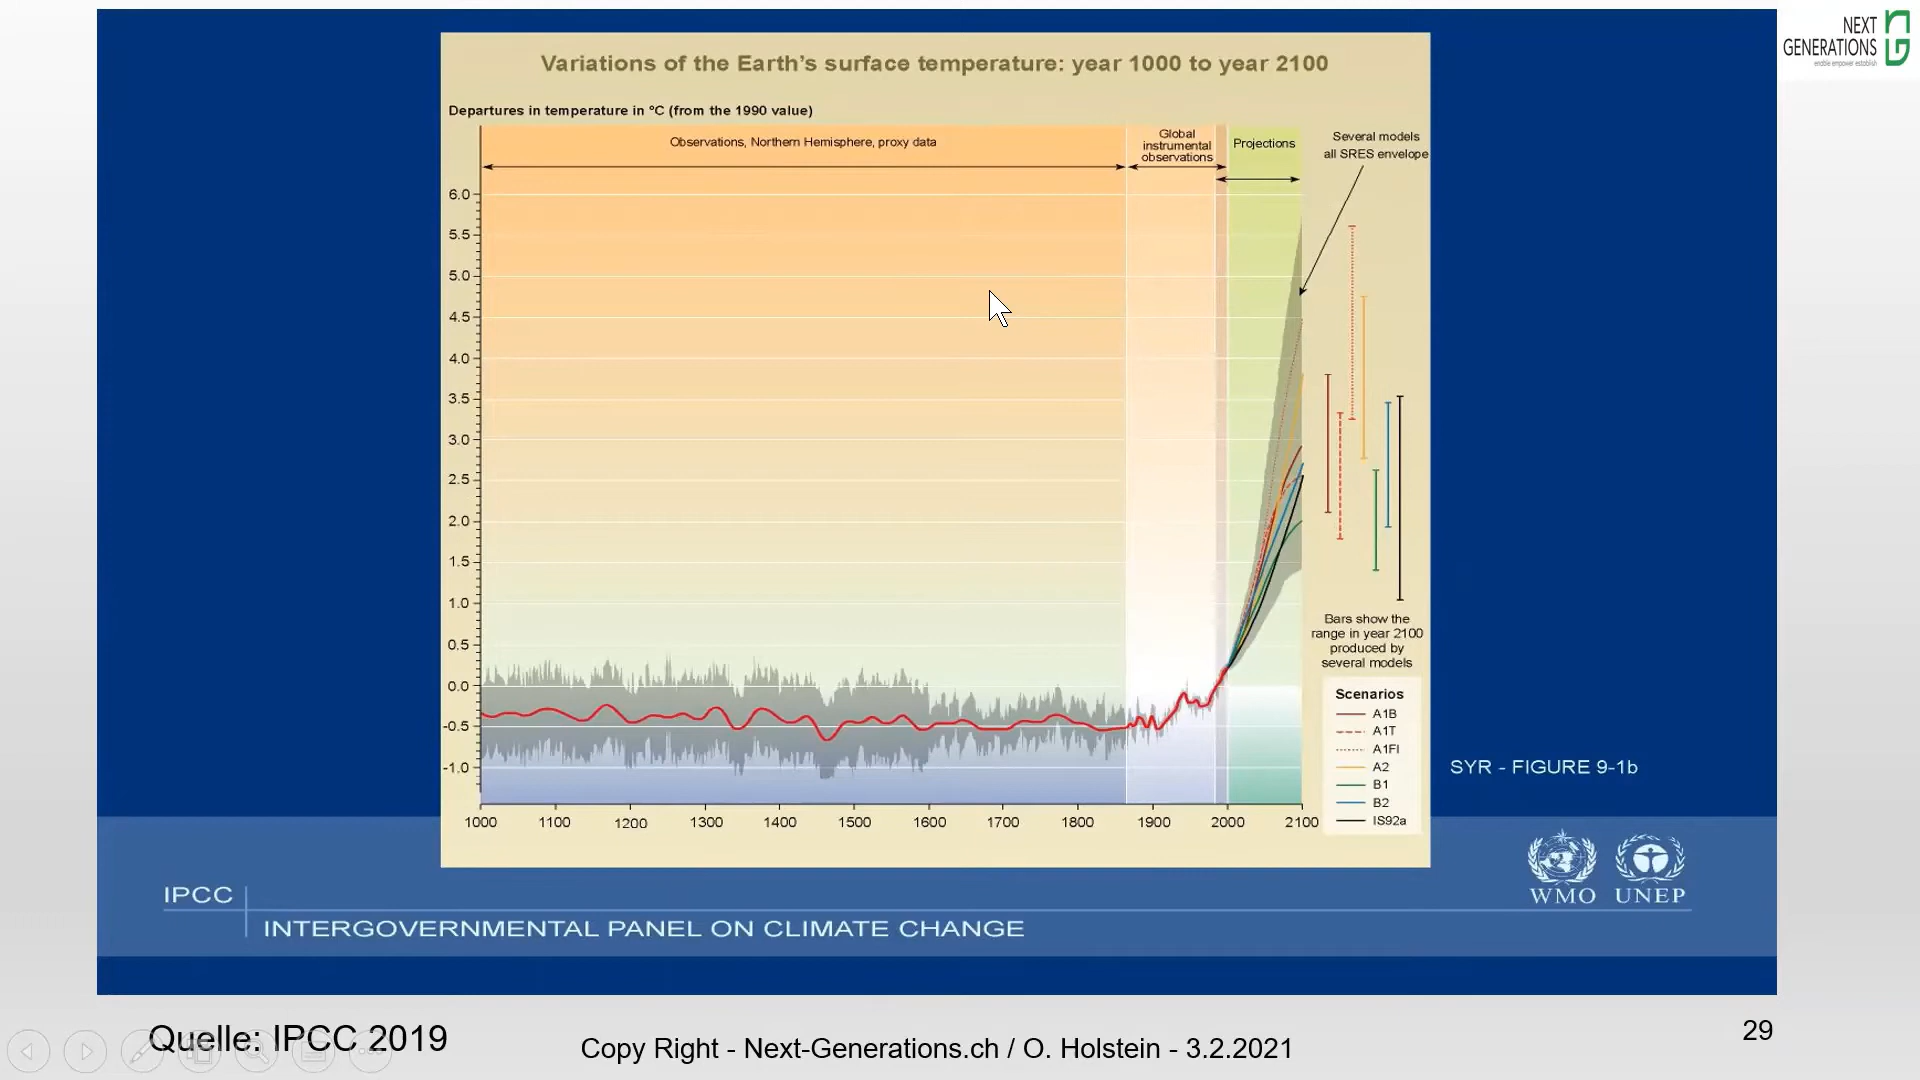 NEXT
GENERATIONS
enable empower establish
Variations of the Earth's surface temperature: year 1000 to year 2100
Departures in temperature in °C (from the 1990 value)
Observations, Northern Hemisphere, proxy data
Global
instrumental
observations
Projections
Several models
all SRES envelope
6.0
5.5
5.0
4.5
4.0
3.5
3.0
2.5
2.0
1.5
1.0
0.5
0.0
-0.5
-1.0
1000 1100 1200 1300 1400 1500 1600 1700 1800 1900 2000 2100
Bars show the
range in year 2100
produced by
several models
Scenarios
A1B
A1T
A1FI
A2
B1
B2
IS92a
SYR - FIGURE 9-1b
WMO UNEP
IPCC
INTERGOVERNMENTAL PANEL ON CLIMATE CHANGE
Quelle: IPCC 2019
Copy Right - Next-Generations.ch / O. Holstein - 3.2.2021
29